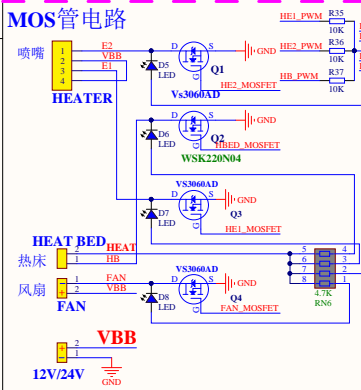 MOS管电路
R35
HE1_PWM
10K
喷嘴
1
2
3
4
E2
VBB
E1
HEATER
D
S
G
GND
D5
LED
Q1
Vs3060AD
HE2_MOSFET
R36
HE2_PWM
10K
R37
HB_PWM
10K
D
S
G
GND
D6
LED
Q2
HBED_MOSFET
WSK220N04
VS3060AD
D
S
G
GND
D7
LED
Q3
HE1_MOSFET
HEAT BED
热床
2
1
HEAT
HB
风扇
1
2
FAN
VBB
FAN
VS3060AD
D
S
G
GND
D8
LED
Q4
FAN_MOSFET
5
6
7
8
4
3
2
1
4.7K
RN6
VBB
2
1
12V/24V
GND